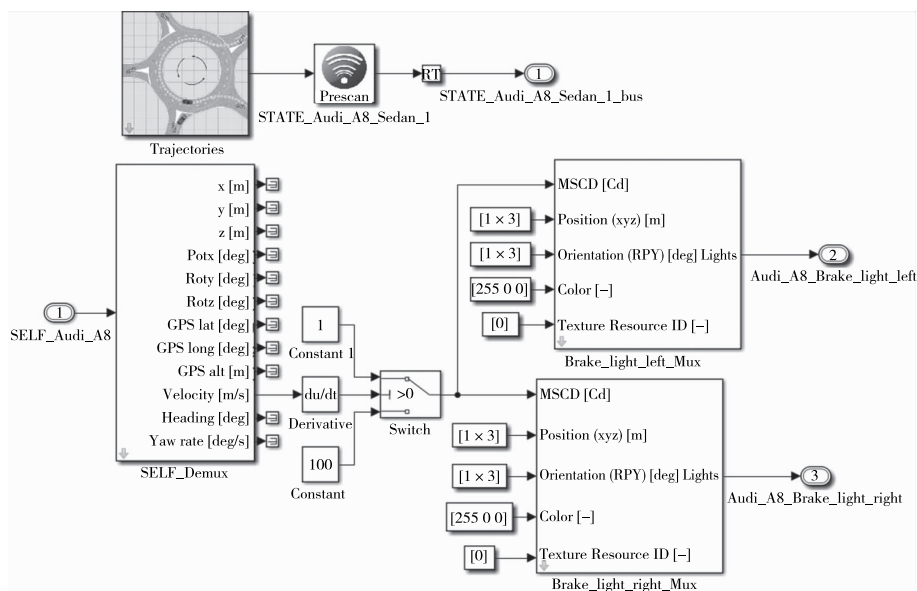 Prescan
RT
1
STATE_Audi_A8_Sedan_1
STATE_Audi_A8_Sedan_1_bus
Trajectories
1
SELF_Audi_A8
x [m]
y [m]
z [m]
Potx [deg]
Roty [deg]
Rotz [deg]
GPS lat [deg]
GPS long [deg]
GPS alt [m]
Velocity [m/s]
Heading [deg]
Yaw rate [deg/s]
SELF_Demux
1
Constant 1
du/dt
Derivative
100
Constant
>0
Switch
MSCD [Cd]
[1 × 3]
Position (xyz) [m]
[1 × 3]
Orientation (RPY) [deg] Lights
[255 0 0]
Color [–]
[0]
Texture Resource ID [–]
Brake_light_left_Mux
2
Audi_A8_Brake_light_left
MSCD [Cd]
[1 × 3]
Position (xyz) [m]
[1 × 3]
Orientation (RPY) [deg] Lights
[255 0 0]
Color [–]
[0]
Texture Resource ID [–]
Brake_light_right_Mux
3
Audi_A8_Brake_light_right